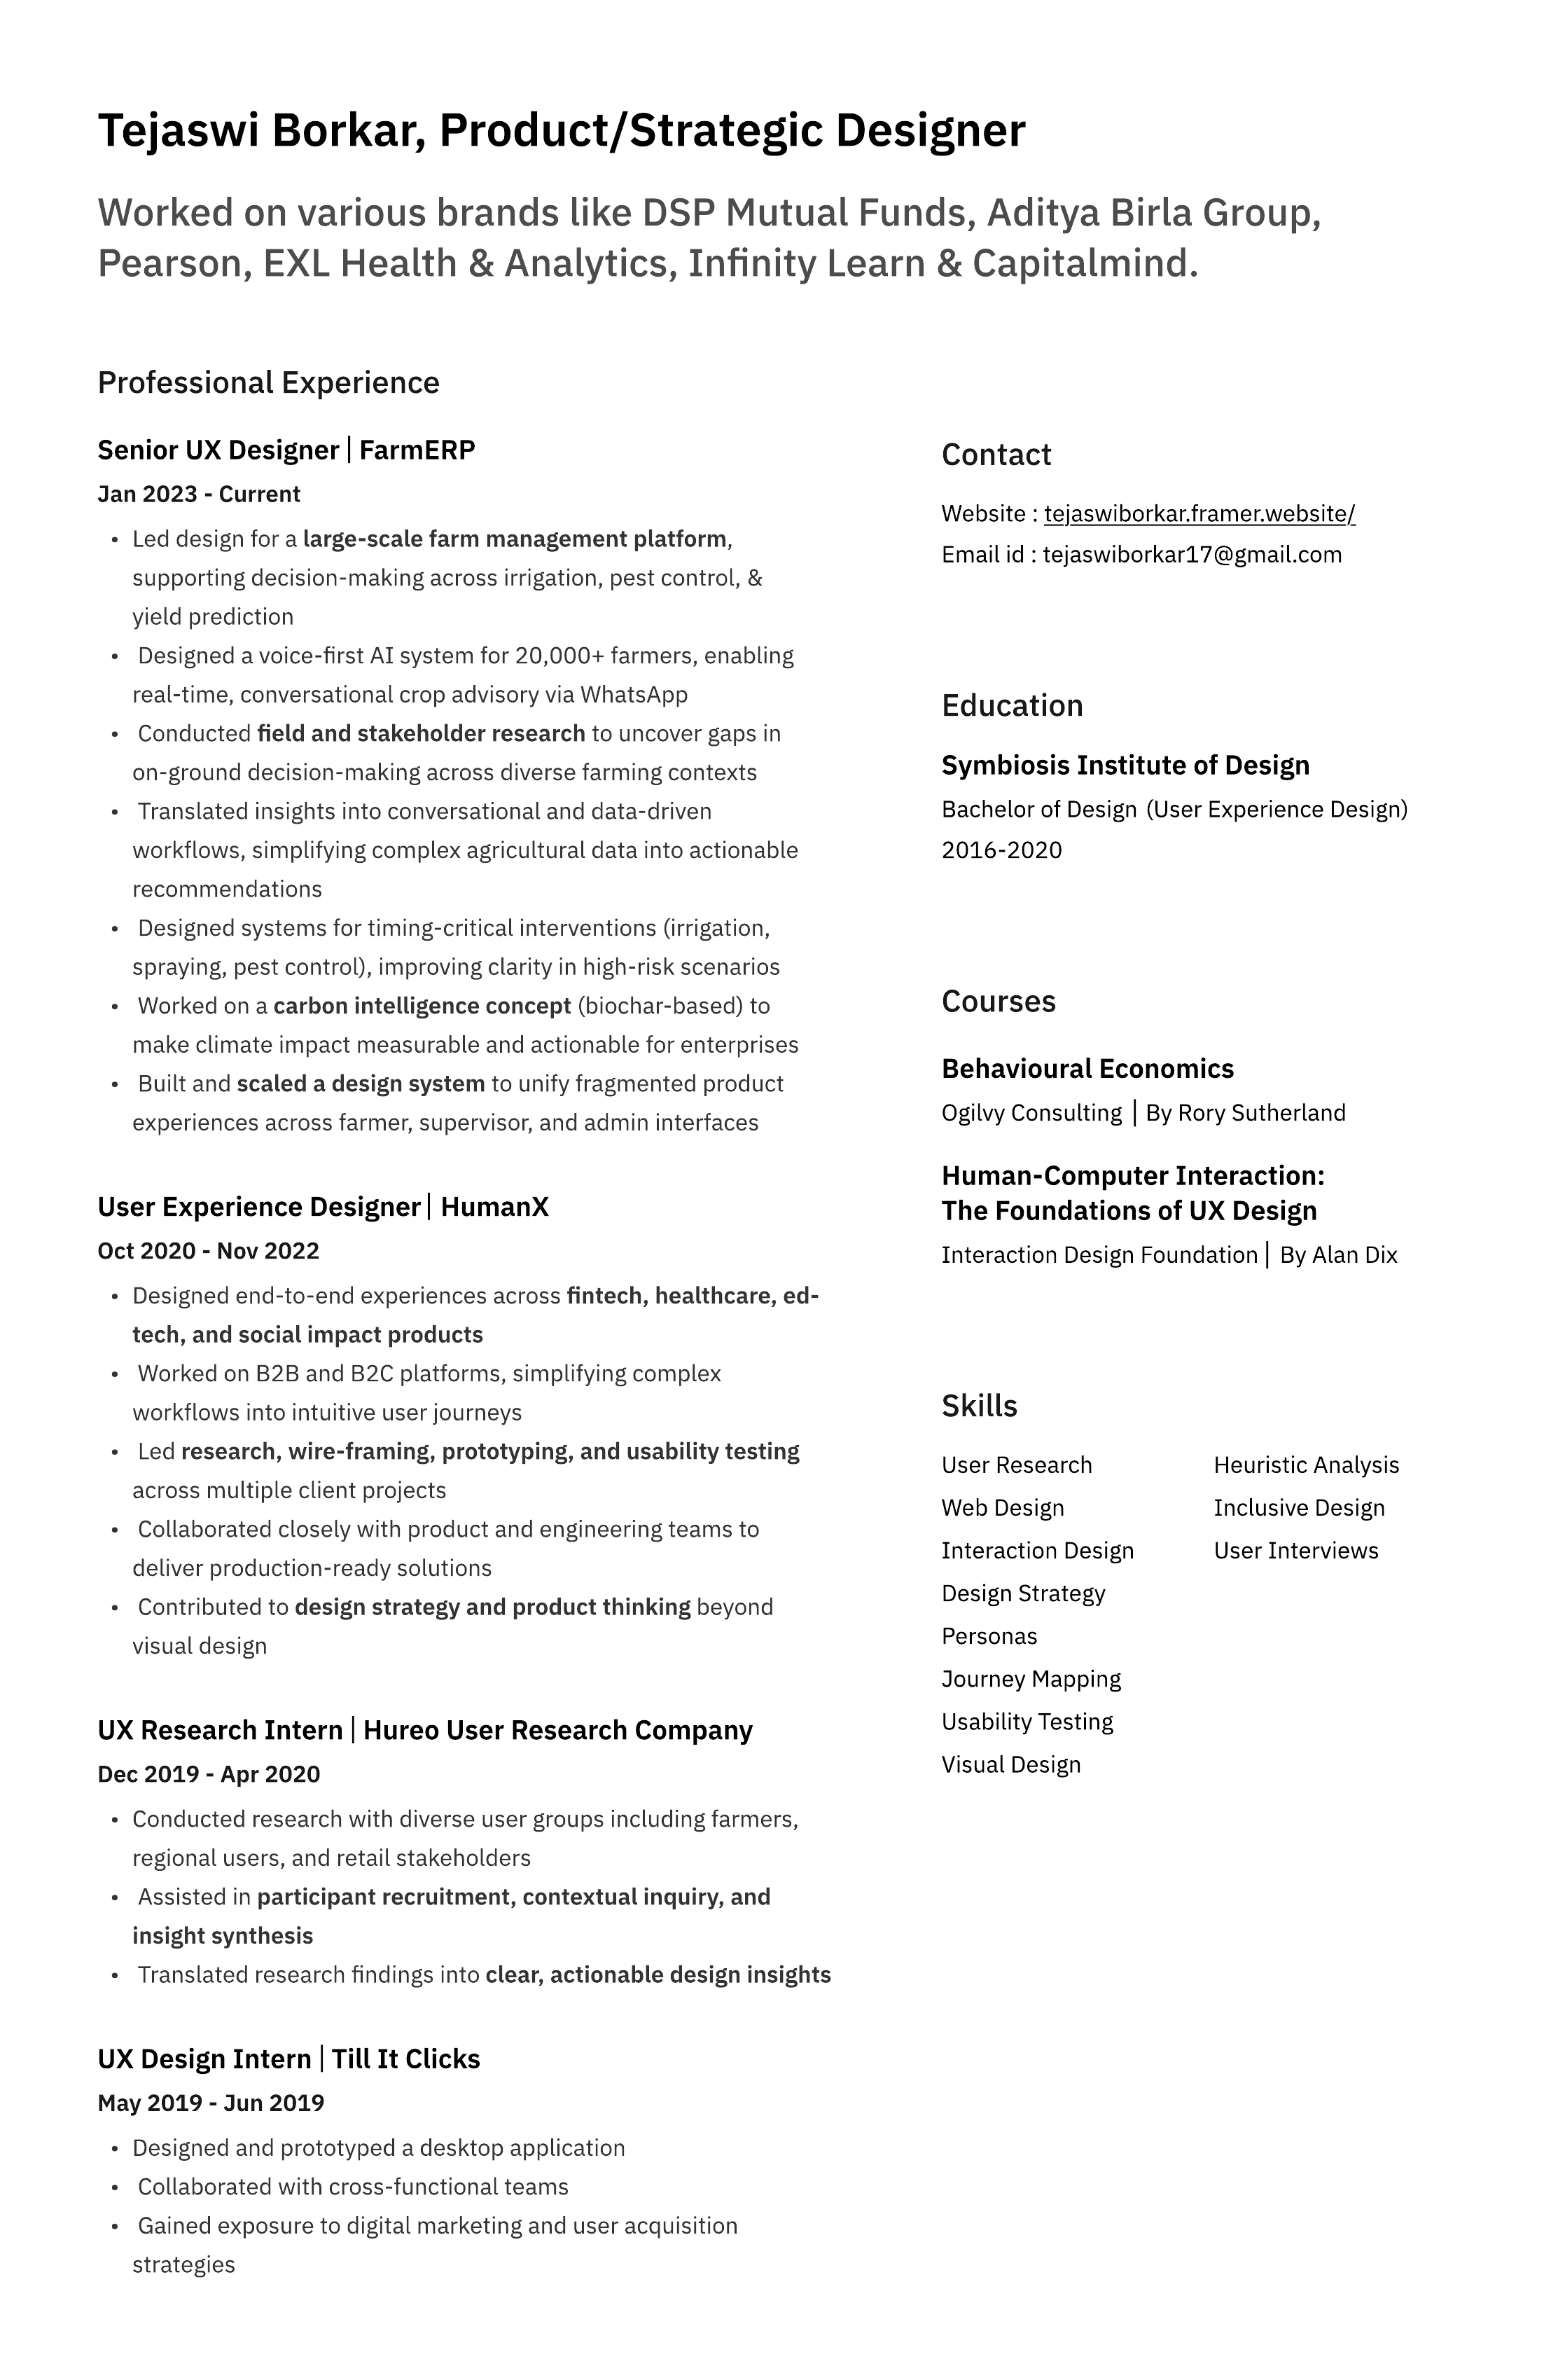 Tejaswi Borkar, Product/Strategic Designer
Worked on various brands like DSP Mutual Funds, Aditya Birla Group,
Pearson, EXL Health & Analytics, Infinity Learn & Capitalmind.
Professional Experience
Senior UX Designer | FarmERP
Jan 2023 - Current
• Led design for a large-scale farm management platform,
supporting decision-making across irrigation, pest control, &
yield prediction
• Designed a voice-first AI system for 20,000+ farmers, enabling
real-time, conversational crop advisory via WhatsApp
• Conducted field and stakeholder research to uncover gaps in
on-ground decision-making across diverse farming contexts
• Translated insights into conversational and data-driven
workflows, simplifying complex agricultural data into actionable
recommendations
• Designed systems for timing-critical interventions (irrigation,
spraying, pest control), improving clarity in high-risk scenarios
• Worked on a carbon intelligence concept (biochar-based) to
make climate impact measurable and actionable for enterprises
• Built and scaled a design system to unify fragmented product
experiences across farmer, supervisor, and admin interfaces
User Experience Designer | HumanX
Oct 2020 - Nov 2022
• Designed end-to-end experiences across fintech, healthcare, ed-
tech, and social impact products
• Worked on B2B and B2C platforms, simplifying complex
workflows into intuitive user journeys
• Led research, wire-framing, prototyping, and usability testing
across multiple client projects
• Collaborated closely with product and engineering teams to
deliver production-ready solutions
• Contributed to design strategy and product thinking beyond
visual design
UX Research Intern | Hureo User Research Company
Dec 2019 - Apr 2020
• Conducted research with diverse user groups including farmers,
regional users, and retail stakeholders
• Assisted in participant recruitment, contextual inquiry, and
insight synthesis
• Translated research findings into clear, actionable design insights
UX Design Intern | Till It Clicks
May 2019 - Jun 2019
• Designed and prototyped a desktop application
• Collaborated with cross-functional teams
• Gained exposure to digital marketing and user acquisition
strategies
Contact
Website : tejaswiborkar.framer.website/
Email id : tejaswiborkar17@gmail.com
Education
Symbiosis Institute of Design
Bachelor of Design (User Experience Design)
2016-2020
Courses
Behavioural Economics
Ogilvy Consulting | By Rory Sutherland
Human-Computer Interaction:
The Foundations of UX Design
Interaction Design Foundation | By Alan Dix
Skills
User Research
Web Design
Interaction Design
Design Strategy
Personas
Journey Mapping
Usability Testing
Visual Design
Heuristic Analysis
Inclusive Design
User Interviews